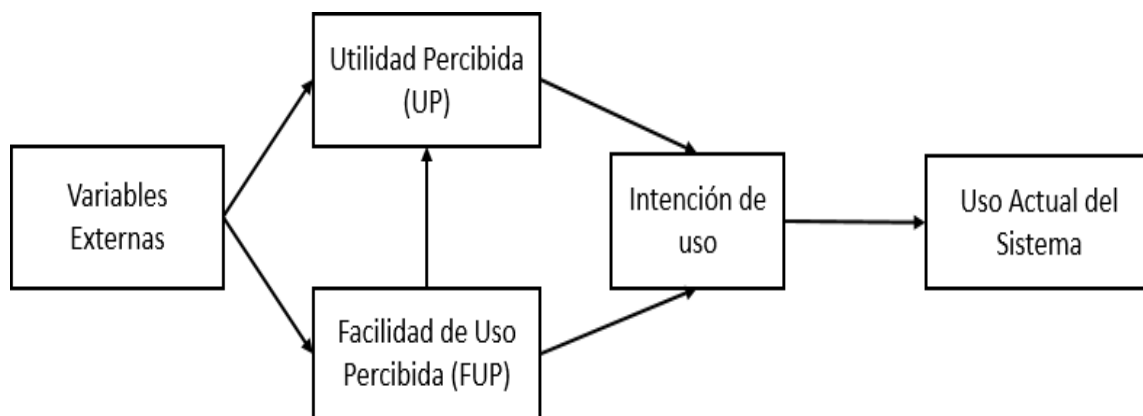 Utilidad Percibida
(UP)
Variables
Externas
Intención de
uso
Uso Actual del
Sistema
Facilidad de Uso
Percibida (FUP)